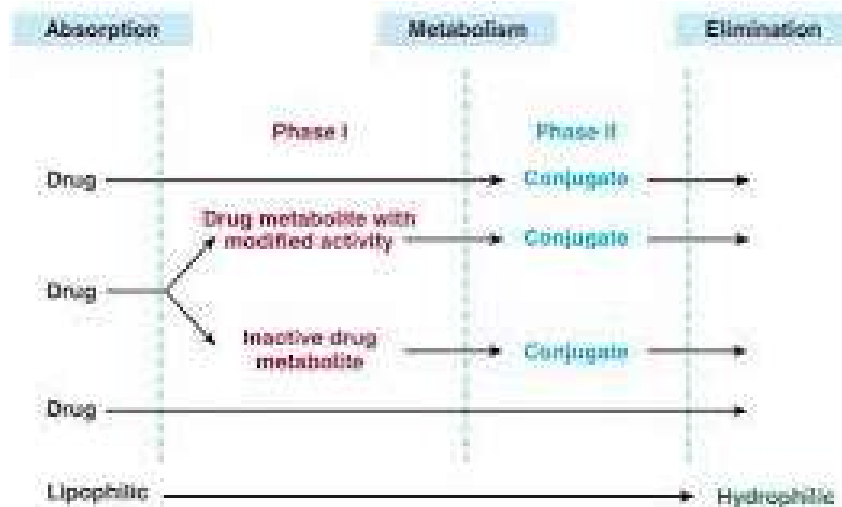 Absorption Metabolism Elimination
Phase I Phase II
Drug Conjugate
Drug metabolite with
modified activity Conjugate
Drug
Inactive drug
metabolite Conjugate
Drug
Lipophilic Hydrophilic